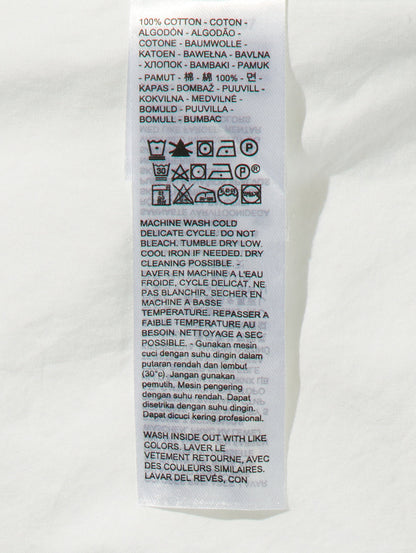 100% COTTON - COTON -
ALGODÓN - ALGODÃO -
COTONE - BAUMWOLLE -
KATOEN - BAWEŁNA - BAVLNA
- ХЛОПОК - BAMBAKI - PAMUK
- PAMUT - 棉 - 綿 100% - 면 -
KAPAS - BOMBAŽ - PUUVILL -
KOKVILNA - MEDVILNĖ -
BOMULD - PUUVILLA -
BOMULL - BUMBAC
P
30 P
MACHINE WASH COLD
DELICATE CYCLE. DO NOT
BLEACH. TUMBLE DRY LOW.
COOL IRON IF NEEDED. DRY
CLEANING POSSIBLE. -
LAVER EN MACHINE A L'EAU
FROIDE, CYCLE DELICAT. NE
PAS BLANCHIR. SECHER EN
MACHINE A BASSE
TEMPERATURE. REPASSER A
FAIBLE TEMPERATURE AU
BESOIN. NETTOYAGE A SEC
POSSIBLE. - Gunakan mesin
cuci dengan suhu dingin dalam
putaran rendah dan lembut
(30°c). Jangan gunakan
pemutih. Mesin pengering
dengan suhu rendah. Dapat
disetrika dengan suhu dingin.
Dapat dicuci kering profesional.
WASH INSIDE OUT WITH LIKE
COLORS. LAVER LE
VÊTEMENT RETOURNE, AVEC
DES COULEURS SIMILAIRES.
LAVAR DEL REVÉS, CON